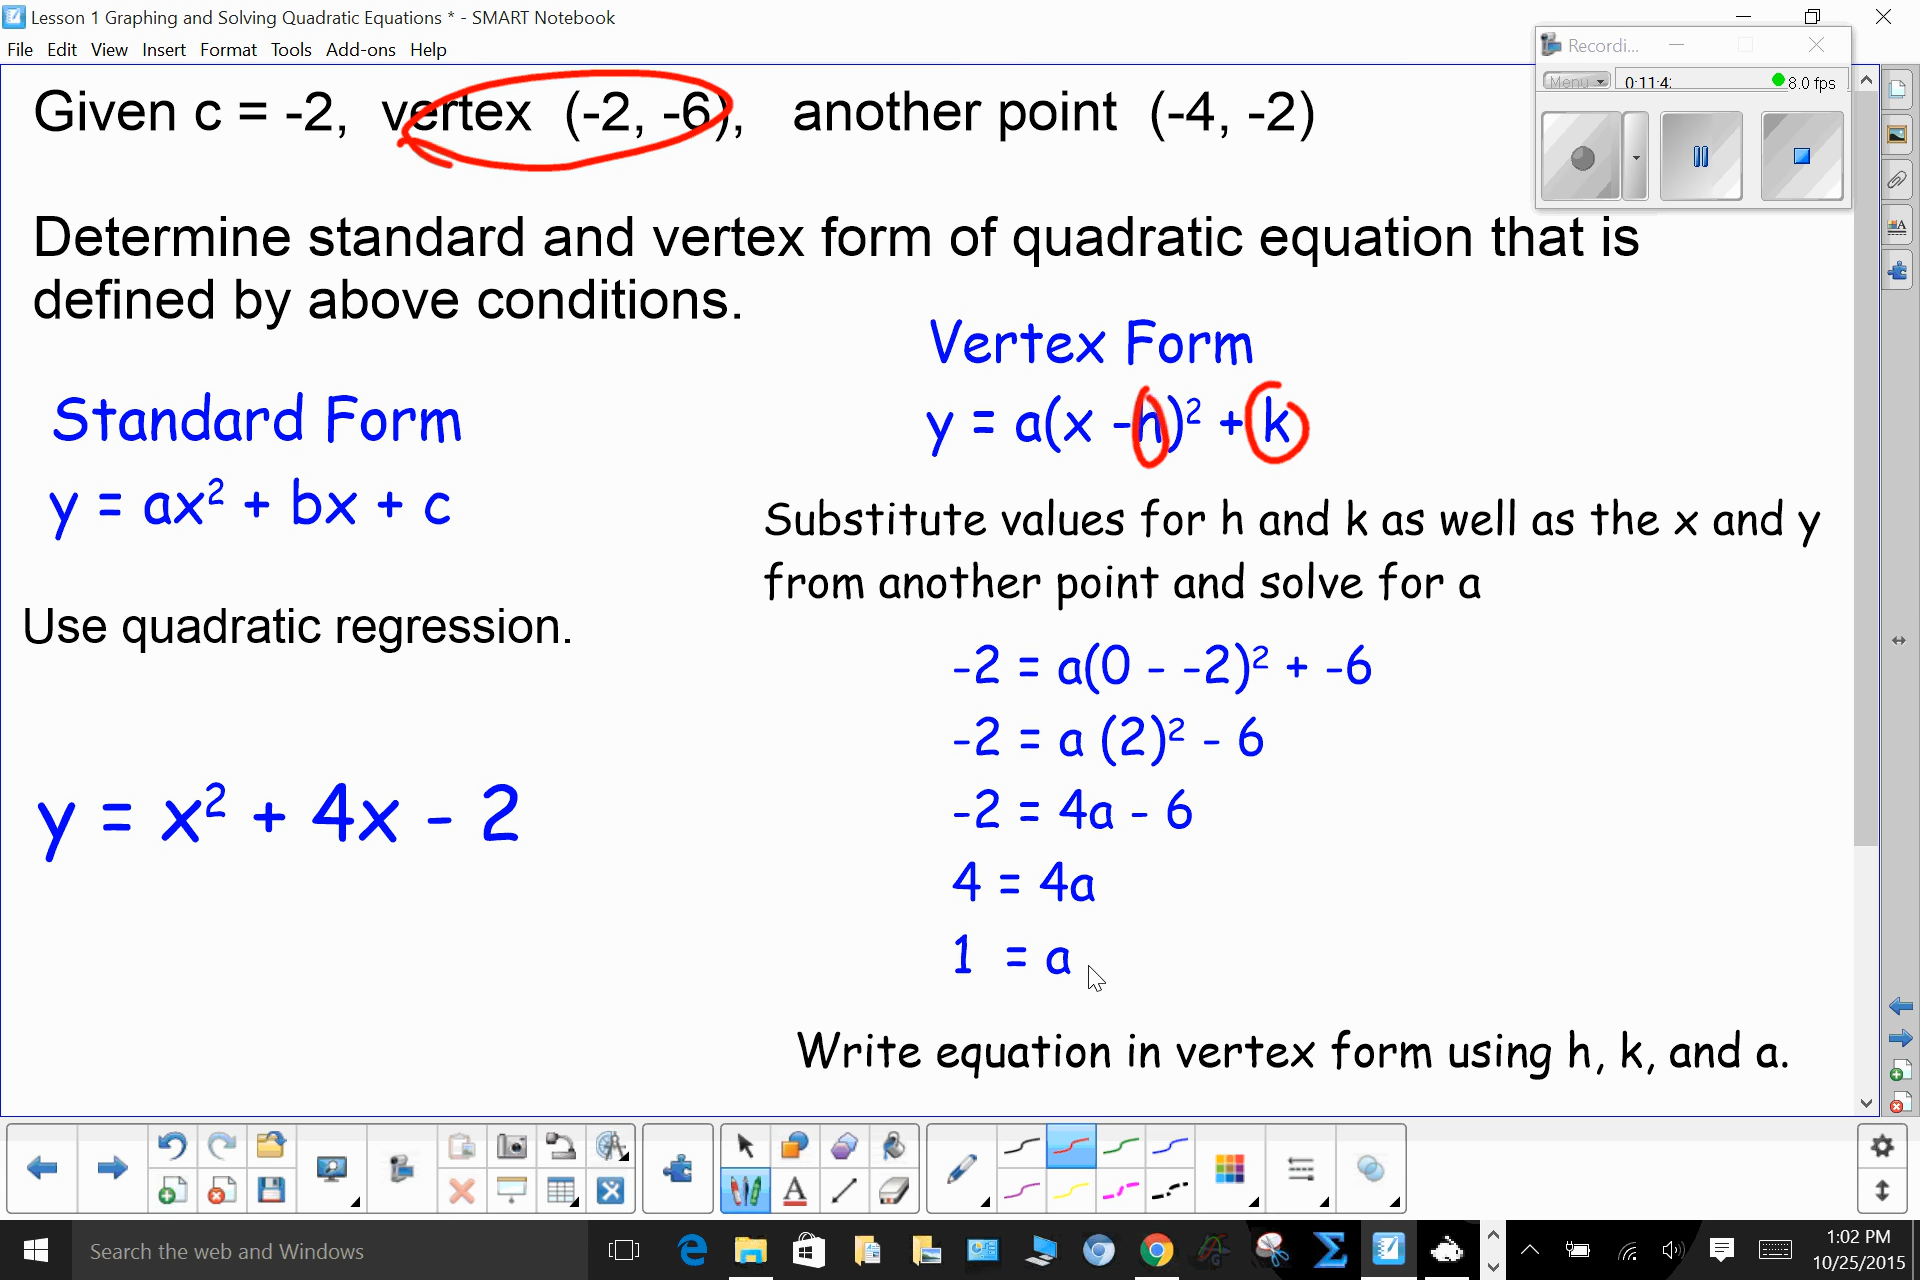 Lesson 1 Graphing and Solving Quadratic Equations * - SMART Notebook
File Edit View Insert Format Tools Add-ons Help
Recordi...
Menu 0:11:4 8.0 fps
Given c = -2, vertex (-2, -6), another point (-4, -2)
Determine standard and vertex form of quadratic equation that is
defined by above conditions.
Vertex Form
y = a(x -h)² + k
Standard Form
y = ax² + bx + c
Substitute values for h and k as well as the x and y
from another point and solve for a
Use quadratic regression.
-2 = a(0 - -2)² + -6
-2 = a (2)² - 6
-2 = 4a - 6
y = x² + 4x - 2
4 = 4a
1 = a
Write equation in vertex form using h, k, and a.
Search the web and Windows
1:02 PM
10/25/2015